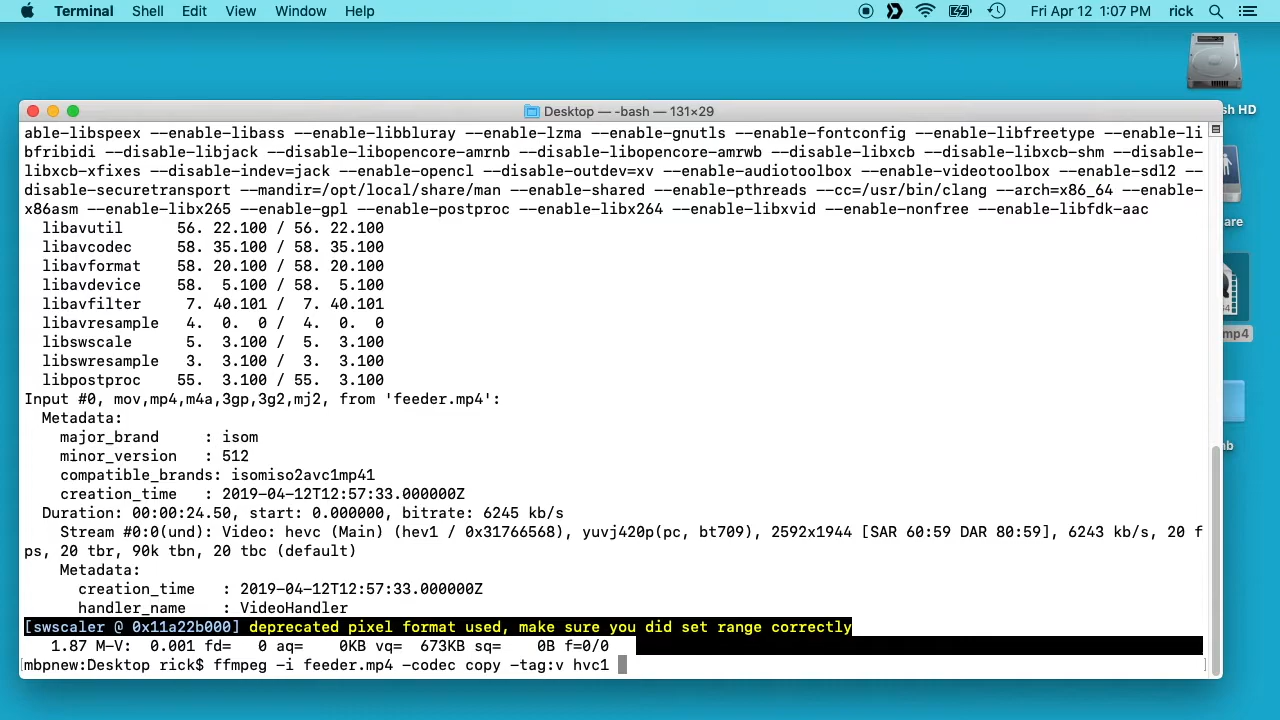 Terminal Shell Edit View Window Help Fri Apr 12 1:07 PM rick
sh HD
Desktop — -bash — 131×29
able-libspeex --enable-libass --enable-libbluray --enable-lzma --enable-gnutls --enable-fontconfig --enable-libfreetype --enable-li
bfribidi --disable-libjack --disable-libopencore-amrnb --disable-libopencore-amrwb --disable-libxcb --disable-libxcb-shm --disable-
libxcb-xfixes --disable-indev=jack --enable-opencl --disable-outdev=xv --enable-audiotoolbox --enable-videotoolbox --enable-sdl2 --
disable-securetransport --mandir=/opt/local/share/man --enable-shared --enable-pthreads --cc=/usr/bin/clang --arch=x86_64 --enable-
x86asm --enable-libx265 --enable-gpl --enable-postproc --enable-libx264 --enable-libxvid --enable-nonfree --enable-libfdk-aac
are
libavutil 56. 22.100 / 56. 22.100
libavcodec 58. 35.100 / 58. 35.100
libavformat 58. 20.100 / 58. 20.100
libavdevice 58. 5.100 / 58. 5.100
libavfilter 7. 40.101 / 7. 40.101
libavresample 4. 0. 0 / 4. 0. 0
mp4
libswscale 5. 3.100 / 5. 3.100
libswresample 3. 3.100 / 3. 3.100
libpostproc 55. 3.100 / 55. 3.100
Input #0, mov,mp4,m4a,3gp,3g2,mj2, from 'feeder.mp4':
Metadata:
major_brand : isom
nb
minor_version : 512
compatible_brands: isomiso2avc1mp41
creation_time : 2019-04-12T12:57:33.000000Z
Duration: 00:00:24.50, start: 0.000000, bitrate: 6245 kb/s
Stream #0:0(und): Video: hevc (Main) (hev1 / 0x31766568), yuvj420p(pc, bt709), 2592x1944 [SAR 60:59 DAR 80:59], 6243 kb/s, 20 f
ps, 20 tbr, 90k tbn, 20 tbc (default)
Metadata:
creation_time : 2019-04-12T12:57:33.000000Z
handler_name : VideoHandler
[swscaler @ 0x11a22b000] deprecated pixel format used, make sure you did set range correctly
1.87 M-V: 0.001 fd= 0 aq= 0KB vq= 673KB sq= 0B f=0/0
[mbpnew:Desktop rick$ ffmpeg -i feeder.mp4 -codec copy -tag:v hvc1 ]